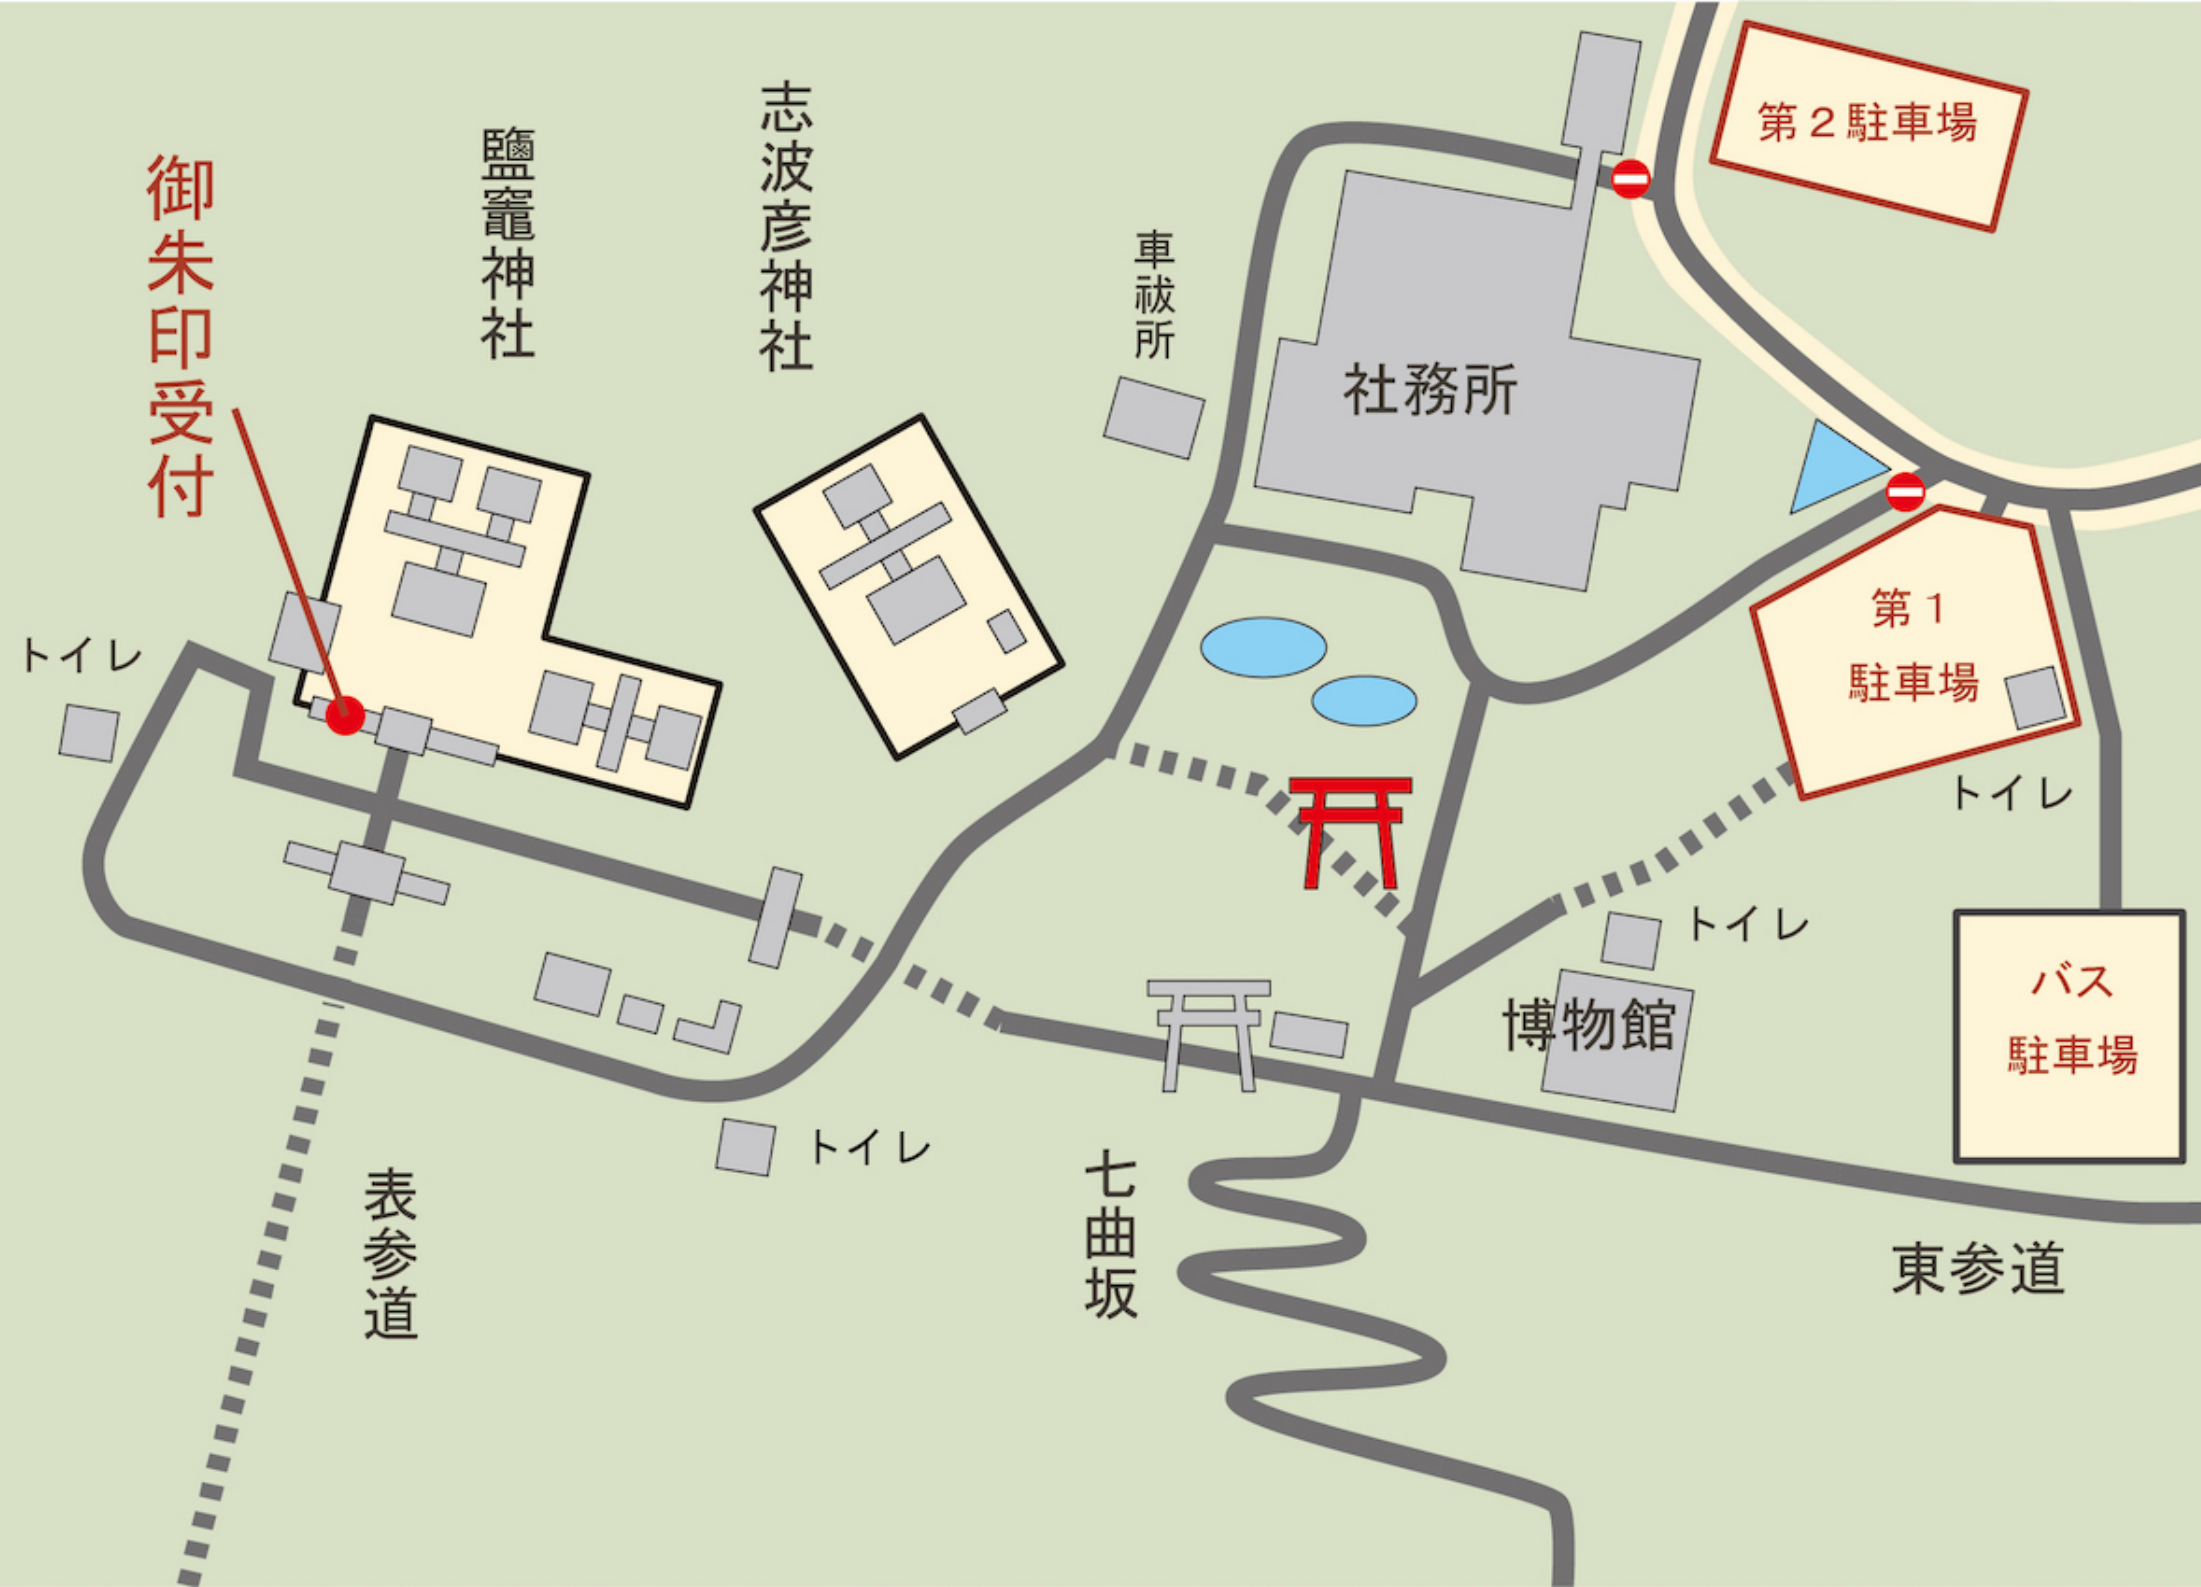 御朱印受付
鹽竈神社
志波彦神社
車祓所
社務所
第２駐車場
第１
駐車場
トイレ
トイレ
トイレ
博物館
バス
駐車場
トイレ
表参道
七曲坂
東参道